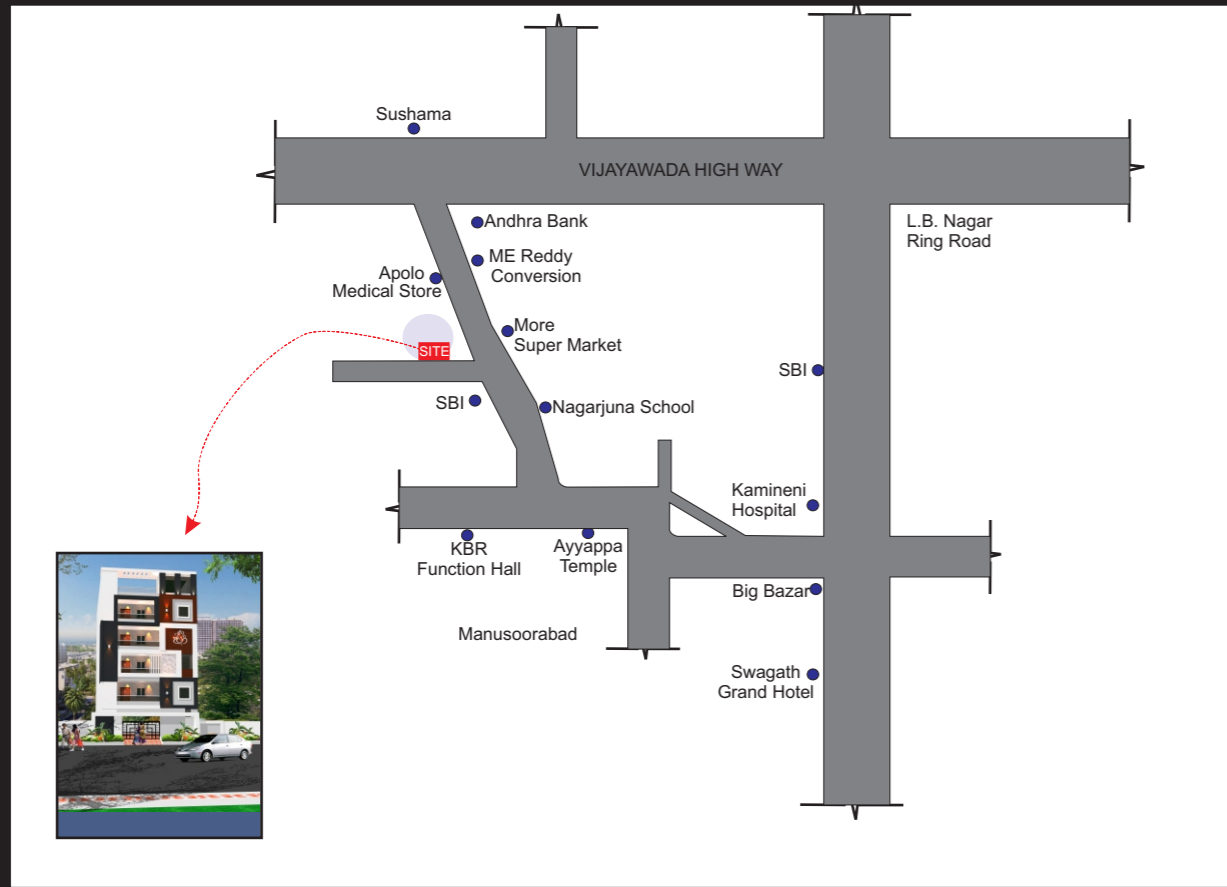 Sushama
VIJAYAWADA HIGH WAY
Andhra Bank
L.B. Nagar
Ring Road
ME Reddy
Conversion
Apolo
Medical Store
More
Super Market
SITE
SBI
SBI
Nagarjuna School
Kamineni
Hospital
KBR
Function Hall
Ayyappa
Temple
Big Bazar
Manusoorabad
Swagath
Grand Hotel